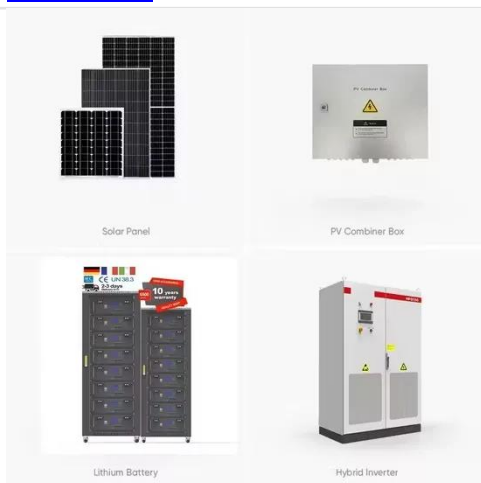 PV Combiner Box
Solar Panel
PV Combiner Box
CE UN38.3
2-3 days
10 years
warranty
Lithium Battery
Hybrid Inverter